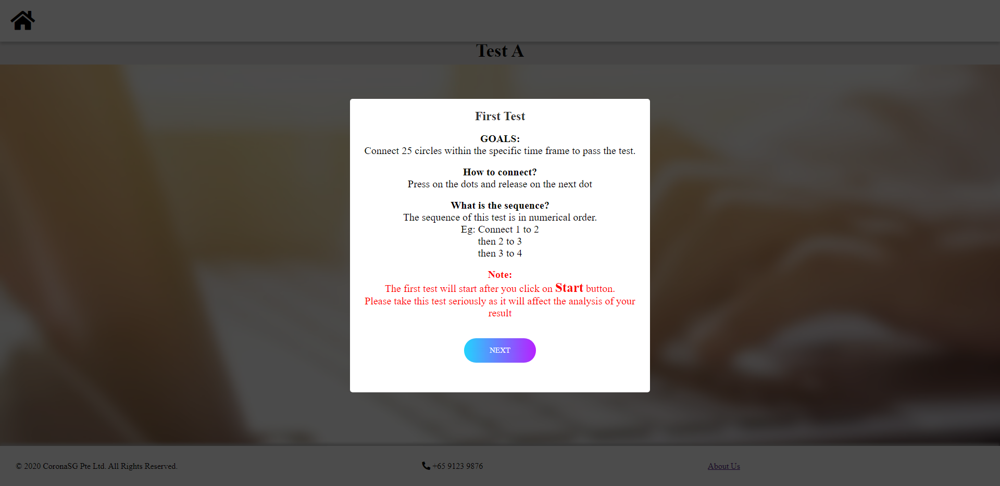 Test A
First Test
GOALS:
Connect 25 circles within the specific time frame to pass the test.
How to connect?
Press on the dots and release on the next dot
What is the sequence?
The sequence of this test is in numerical order.
Eg: Connect 1 to 2
then 2 to 3
then 3 to 4
Note:
The first test will start after you click on Start button.
Please take this test seriously as it will affect the analysis of your
result
NEXT
© 2020 CoronaSG Pte Ltd. All Rights Reserved.
+65 9123 9876
About Us